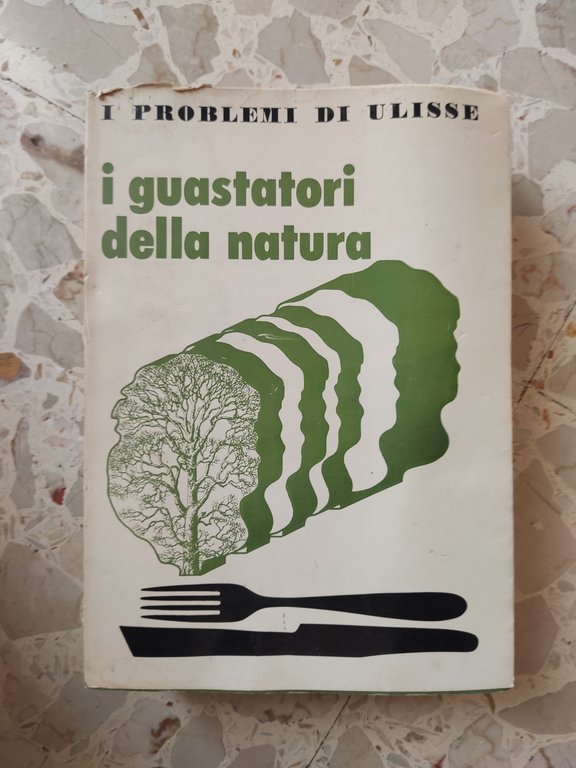 I PROBLEMI DI ULISSE
i guastatori
della natura